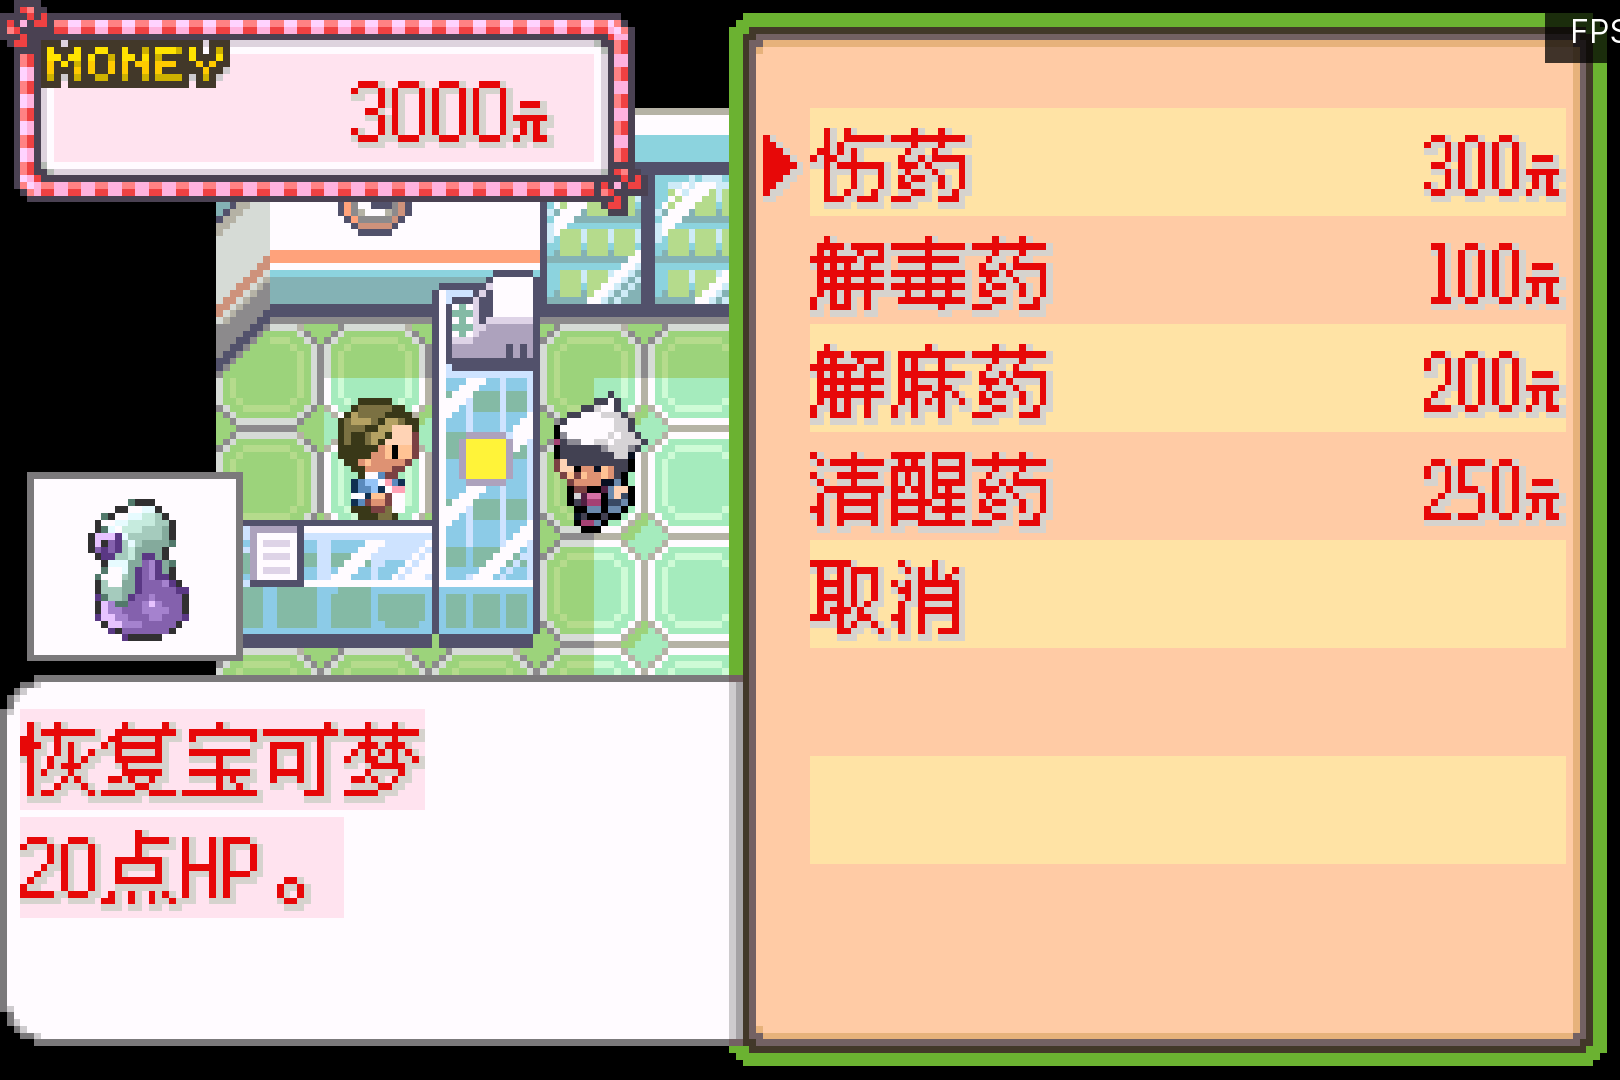 MONEY
3000元
FPS
伤药 300元
解毒药 100元
解麻药 200元
清醒药 250元
取消
恢复宝可梦
20点HP。